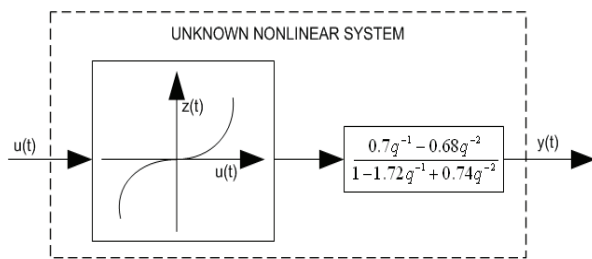 UNKNOWN NONLINEAR SYSTEM
z(t)
u(t)
u(t)
0.7q⁻¹ − 0.68q⁻²
1−1.72q⁻¹ + 0.74q⁻²
y(t)